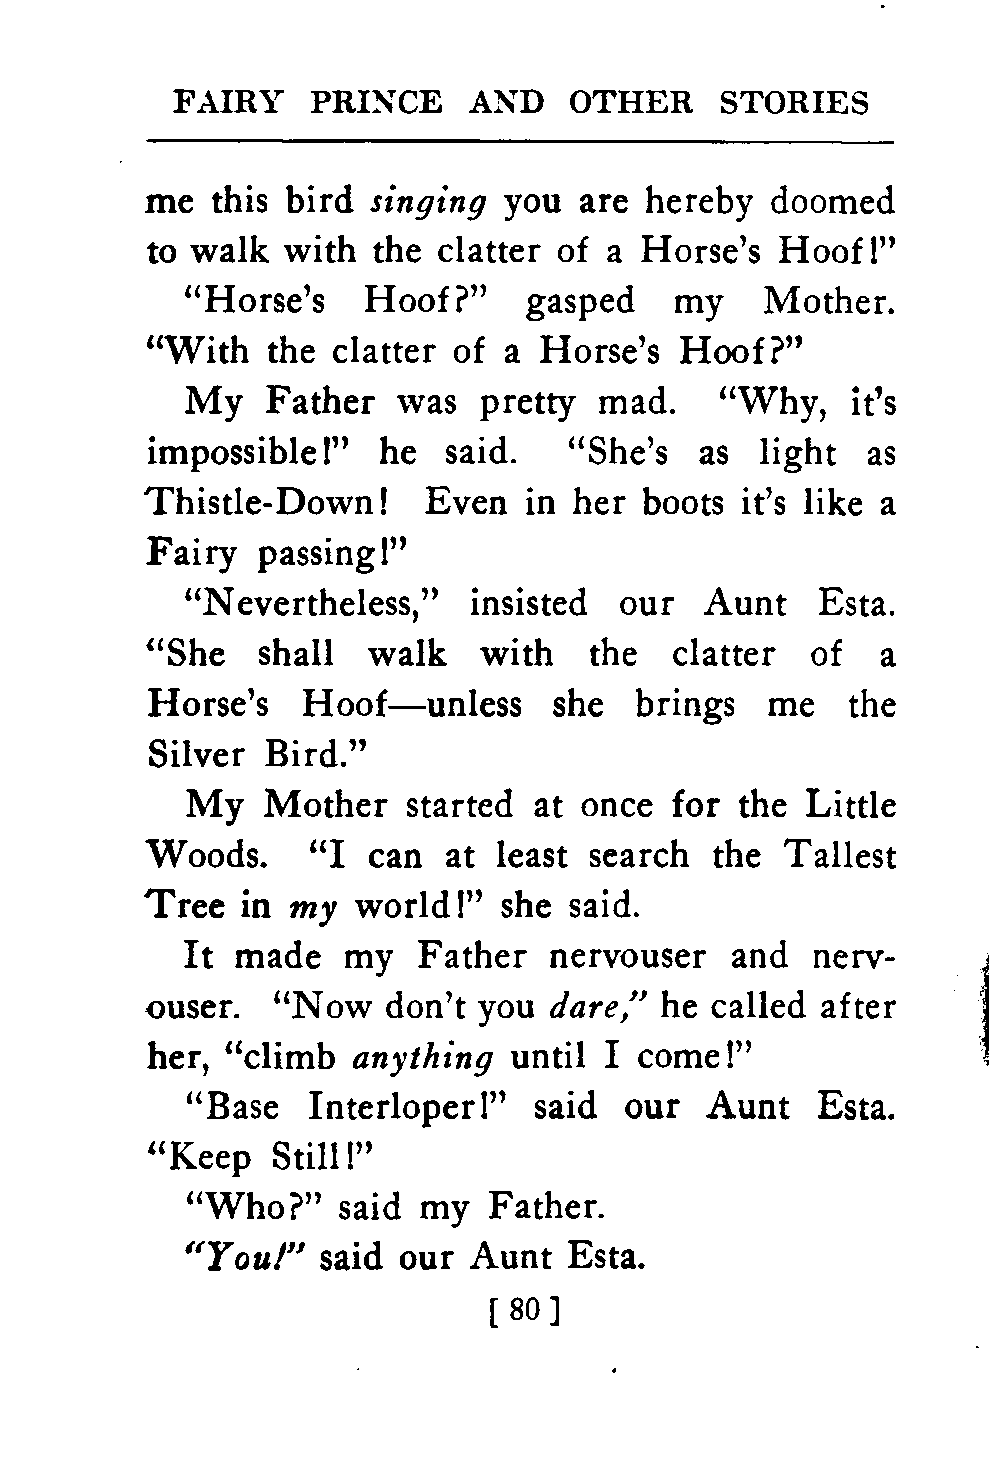 FAIRY PRINCE AND OTHER STORIES
me this bird singing you are hereby doomed
to walk with the clatter of a Horse's Hoof!"
"Horse's Hoof?" gasped my Mother.
"With the clatter of a Horse's Hoof?"
My Father was pretty mad. "Why, it's
impossible!" he said. "She's as light as
Thistle-Down! Even in her boots it's like a
Fairy passing!"
"Nevertheless," insisted our Aunt Esta.
"She shall walk with the clatter of a
Horse's Hoof—unless she brings me the
Silver Bird."
My Mother started at once for the Little
Woods. "I can at least search the Tallest
Tree in my world!" she said.
It made my Father nervouser and nerv-
ouser. "Now don't you dare," he called after
her, "climb anything until I come!"
"Base Interloper!" said our Aunt Esta.
"Keep Still!"
"Who?" said my Father.
"You!" said our Aunt Esta.
[ 80 ]